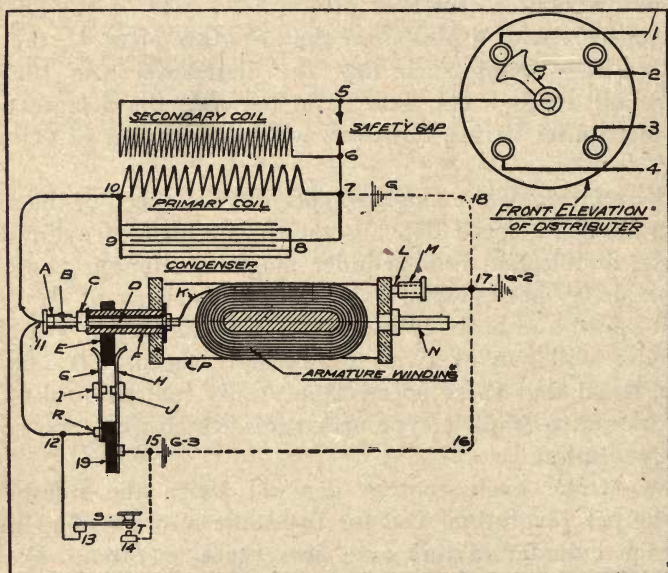 1
2
3
4
5
SECONDARY COIL
SAFETY GAP
6
10
7
G
18
PRIMARY COIL
FRONT ELEVATION
OF DISTRIBUTER
9
8
CONDENSER
A
B
C
D
K
L
M
17
G-2
11
E
F
N
G
H
P
ARMATURE WINDING
I
U
R
12
15
G-3
16
19
S
T
13
14